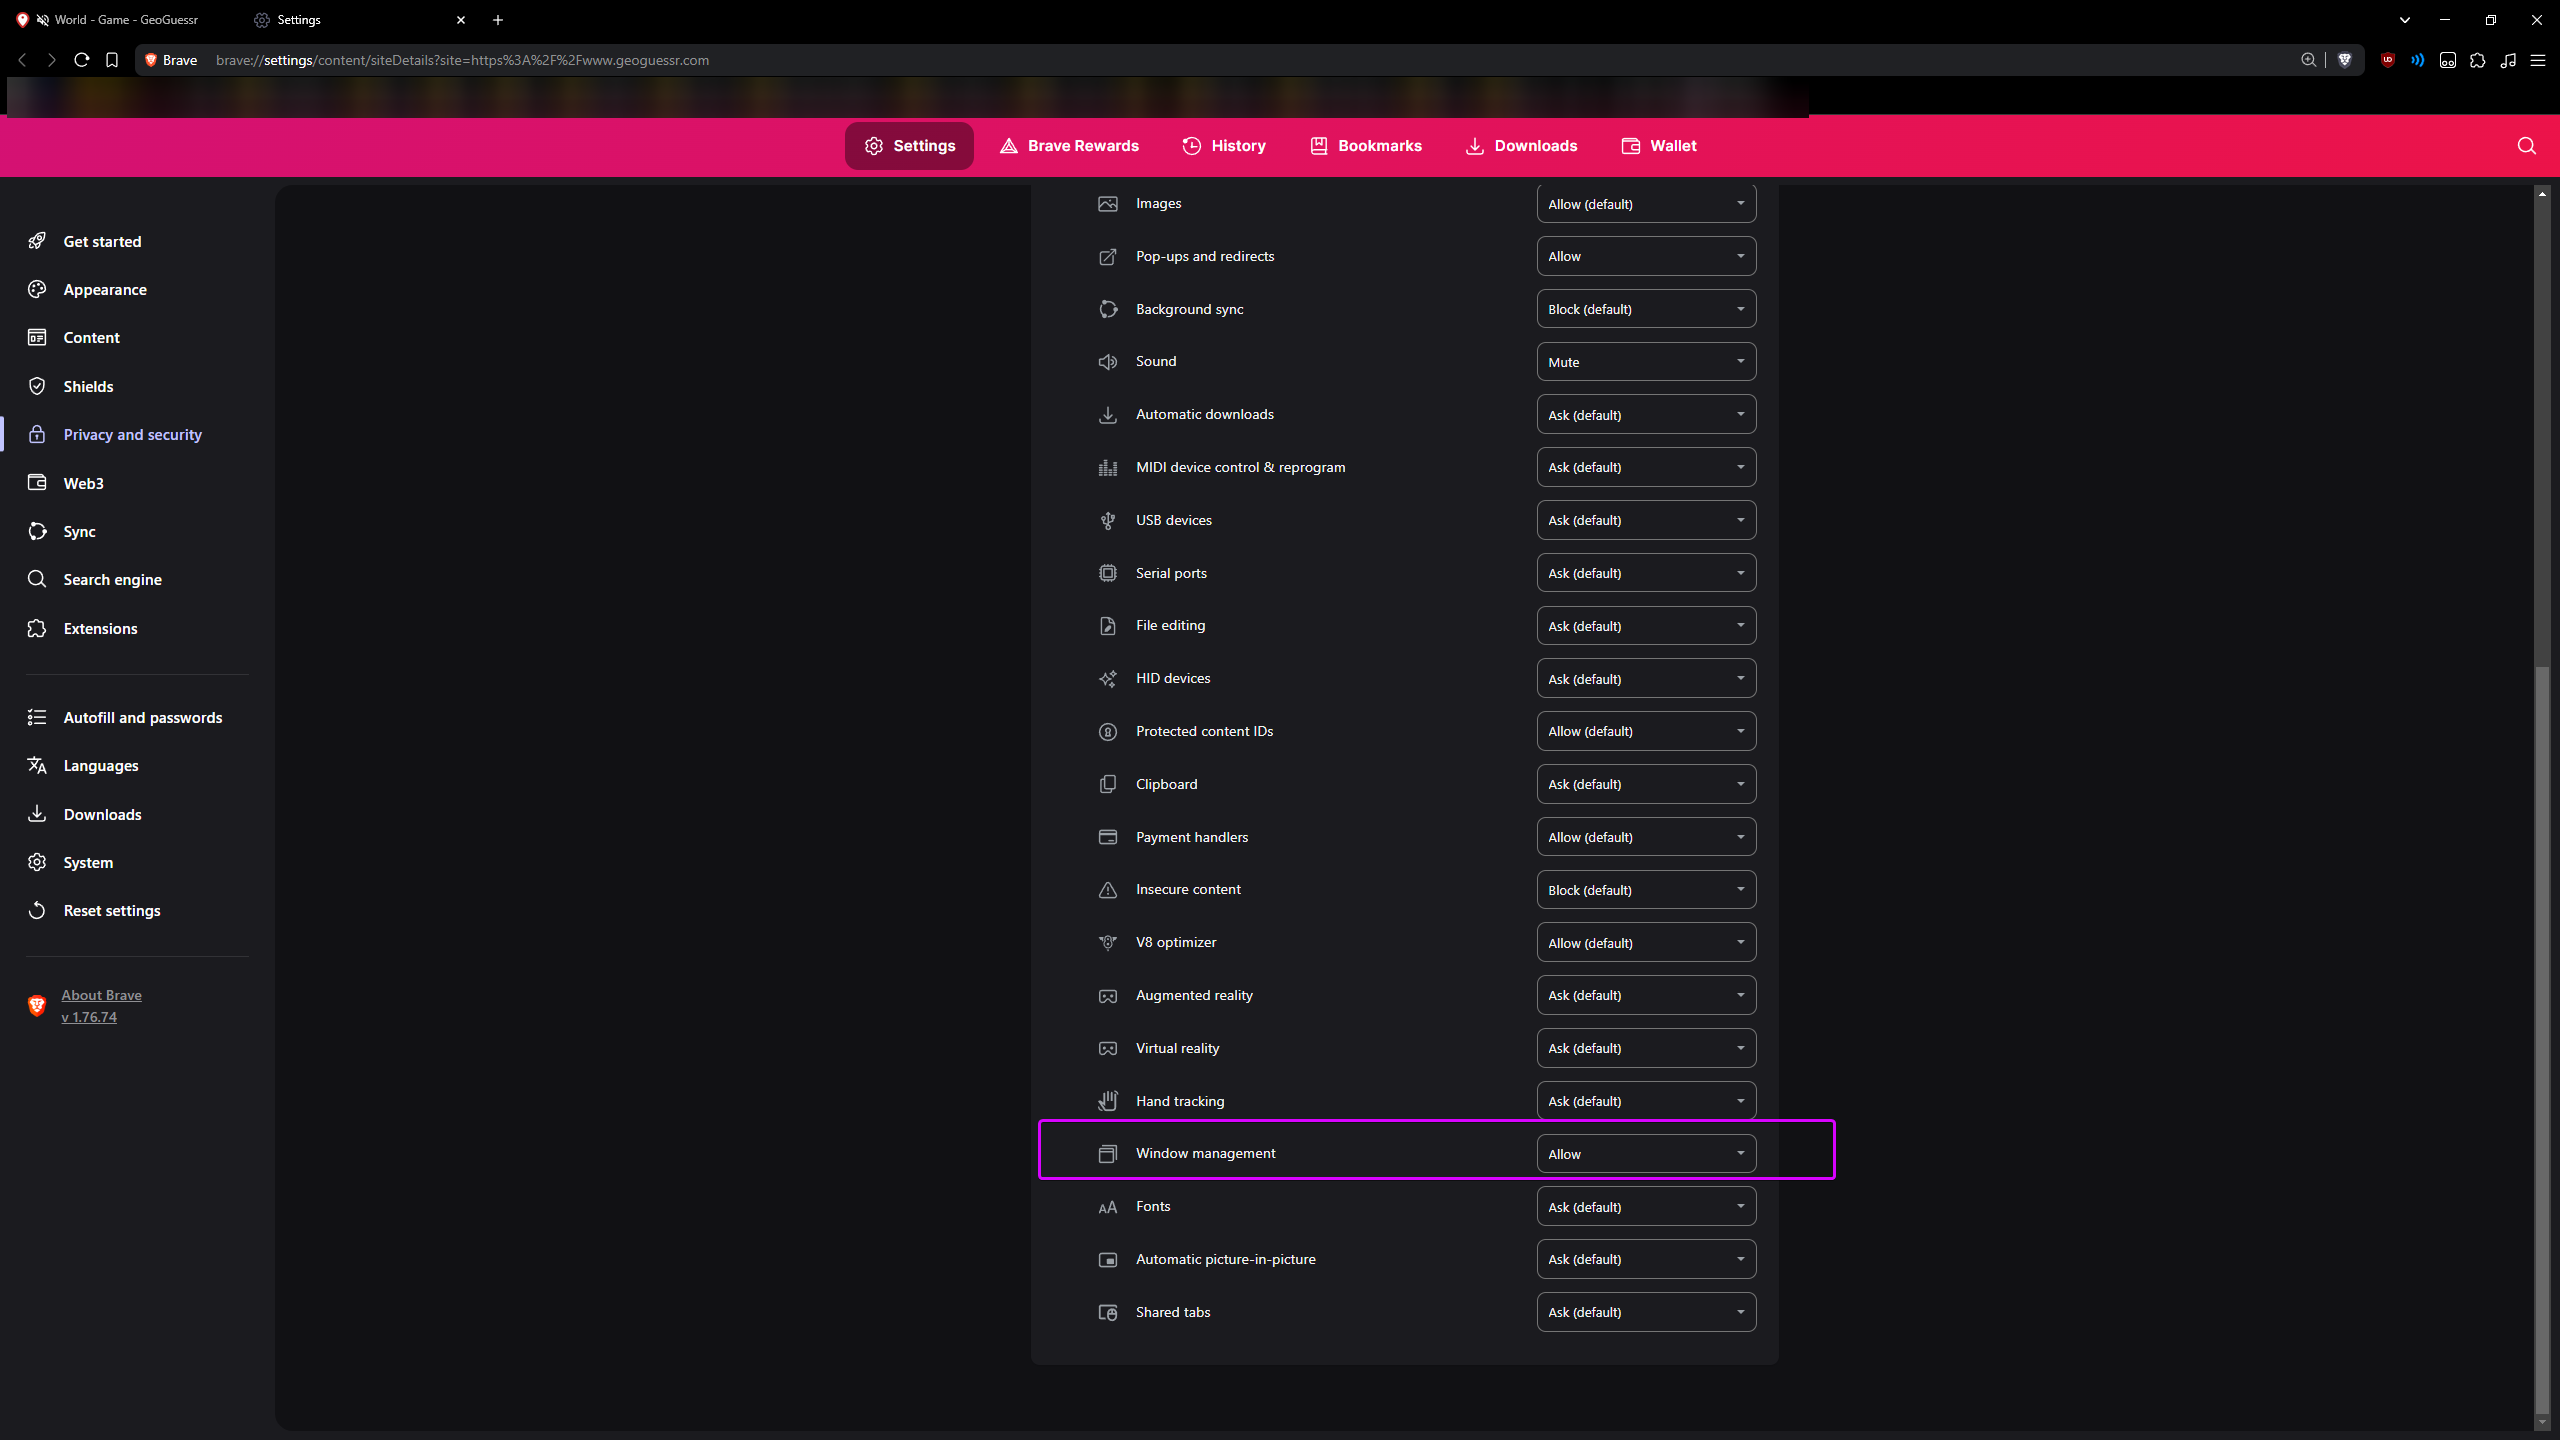 World - Game - GeoGuessr
Settings
Brave
brave://settings/content/siteDetails?site=https%3A%2F%2Fwww.geoguessr.com
Settings
Brave Rewards
History
Bookmarks
Downloads
Wallet
Get started
Appearance
Content
Shields
Privacy and security
Web3
Sync
Search engine
Extensions
Autofill and passwords
Languages
Downloads
System
Reset settings
About Brave
v 1.76.74
Images Allow (default)
Pop-ups and redirects Allow
Background sync Block (default)
Sound Mute
Automatic downloads Ask (default)
MIDI device control & reprogram Ask (default)
USB devices Ask (default)
Serial ports Ask (default)
File editing Ask (default)
HID devices Ask (default)
Protected content IDs Allow (default)
Clipboard Ask (default)
Payment handlers Allow (default)
Insecure content Block (default)
V8 optimizer Allow (default)
Augmented reality Ask (default)
Virtual reality Ask (default)
Hand tracking Ask (default)
Window management Allow
Fonts Ask (default)
Automatic picture-in-picture Ask (default)
Shared tabs Ask (default)